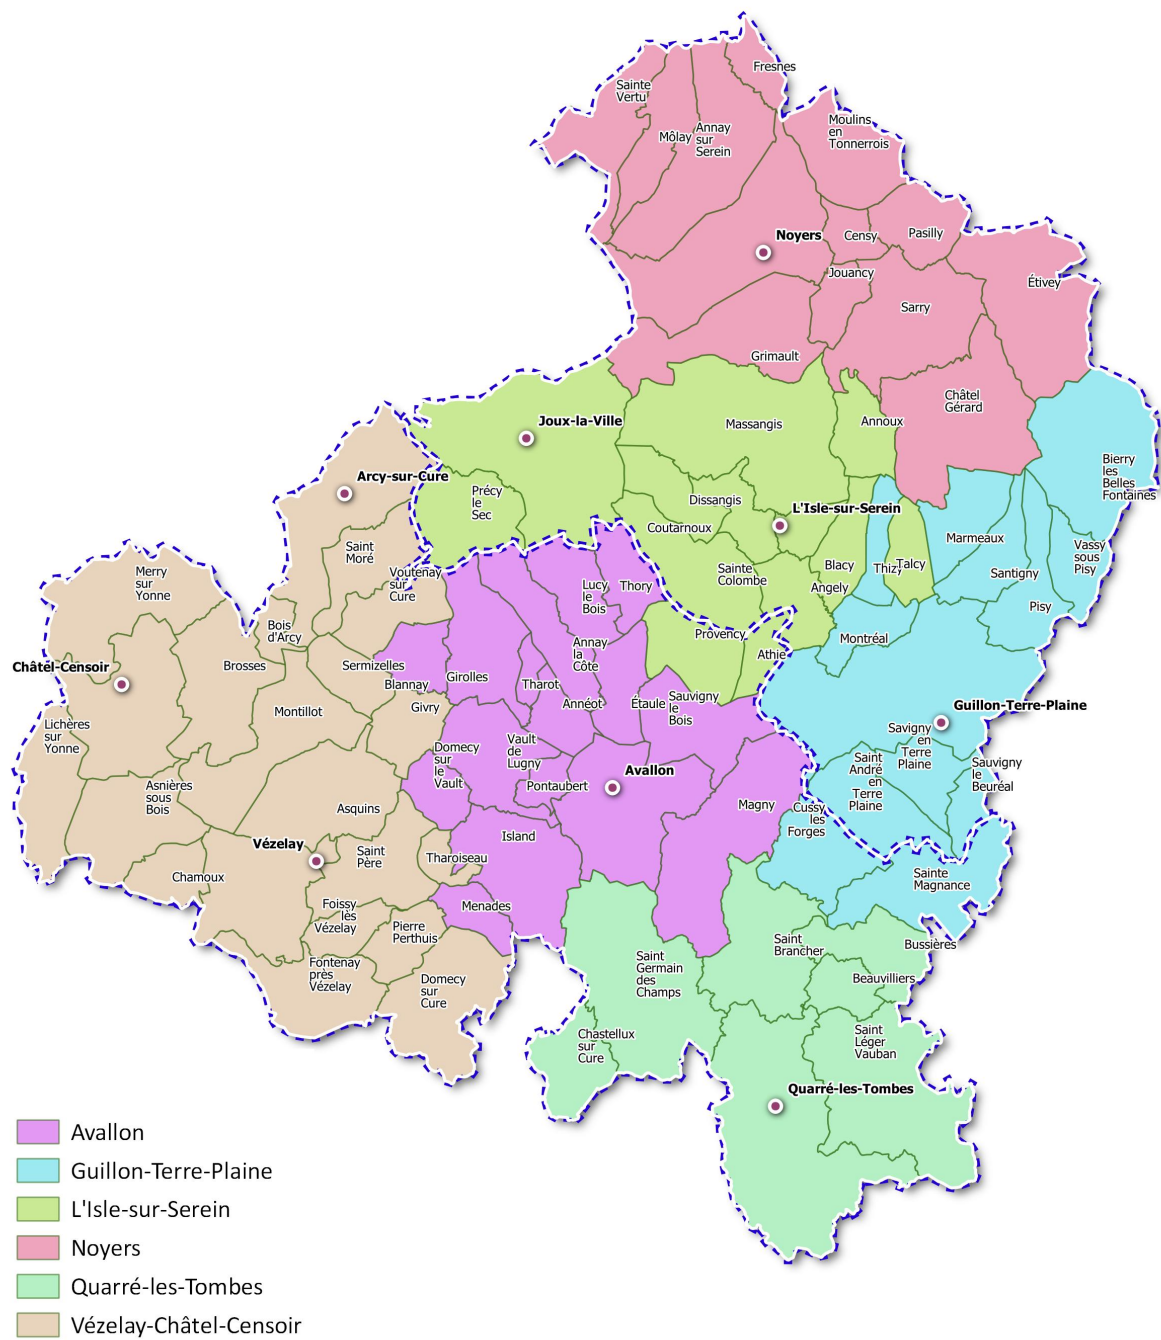 Fresnes
Sainte
Vertu
Môlay
Annay
sur
Serein
Moulins
en
Tonnerrois
Noyers
Censy
Pasilly
Jouancy
Étivey
Sarry
Grimault
Châtel
Gérard
Joux-la-Ville
Massangis
Annoux
Arcy-sur-Cure
Précy
le
Sec
Dissangis
L'Isle-sur-Serein
Coutarnoux
Bierry
les
Belles
Fontaines
Marmeaux
Vassy
sous
Pisy
Saint
Moré
Voutenay
sur
Cure
Lucy
le
Bois
Thory
Sainte
Colombe
Blacy
Angely
Thizy
Talcy
Santigny
Pisy
Merry
sur
Yonne
Bois
d'Arcy
Annay
la
Côte
Provency
Athie
Montréal
Châtel-Censoir
Brosses
Sermizelles
Blannay
Girolles
Tharot
Annéot
Étaule
Sauvigny
le
Bois
Guillon-Terre-Plaine
Lichères
sur
Yonne
Montillot
Givry
Domecy
sur
le
Vault
Vault
de
Lugny
Pontaubert
Avallon
Savigny
en
Terre
Plaine
Saint
André
en
Terre
Plaine
Sauvigny
le
Beuréal
Asnières
sous
Bois
Asquins
Magny
Cussy
les
Forges
Vézelay
Saint
Père
Tharoiseau
Island
Chamoux
Sainte
Magnance
Foissy
lès
Vézelay
Pierre
Perthuis
Menades
Fontenay
près
Vézelay
Domecy
sur
Cure
Saint
Germain
des
Champs
Saint
Brancher
Bussières
Beauvilliers
Chastellux
sur
Cure
Saint
Léger
Vauban
Quarré-les-Tombes
Avallon
Guillon-Terre-Plaine
L'Isle-sur-Serein
Noyers
Quarré-les-Tombes
Vézelay-Châtel-Censoir